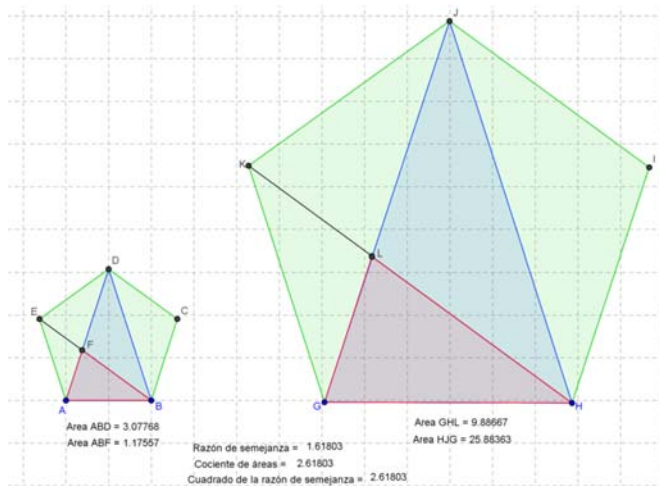 J
K
I
L
D
E
C
F
A
B
G
H
Area ABD = 3.07768
Area ABF = 1.17557
Area GHL = 9.88667
Area HJG = 25.88363
Razón de semejanza = 1.61803
Cociente de áreas = 2.61803
Cuadrado de la razón de semejanza = 2.61803